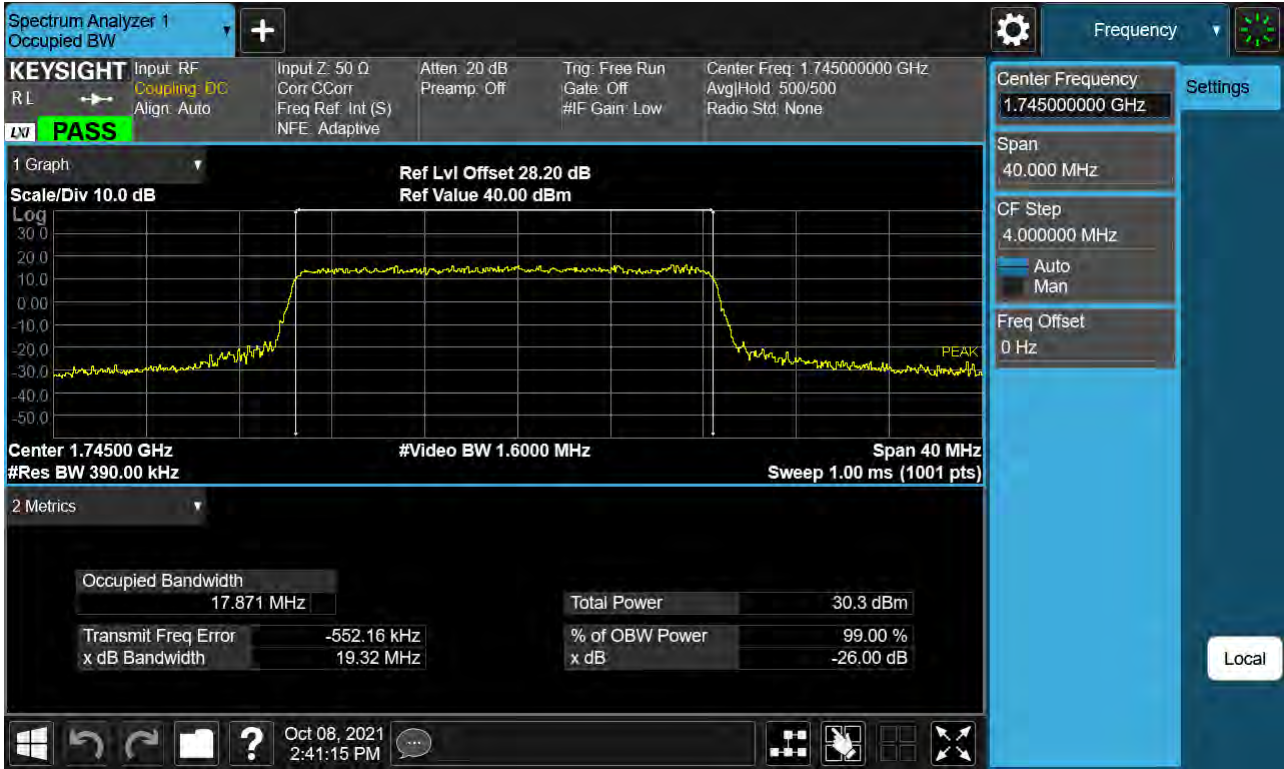 Spectrum Analyzer 1
Occupied BW
Frequency
KEYSIGHT
Input: RF
Coupling: DC
Align: Auto
Input Z: 50 Ω
Corr CCorr
Freq Ref: Int (S)
NFE: Adaptive
Atten: 20 dB
Preamp: Off
Trig: Free Run
Gate: Off
#IF Gain: Low
Center Freq: 1.745000000 GHz
Avg|Hold: 500/500
Radio Std: None
R L
LXI
PASS
Center Frequency
1.745000000 GHz
Settings
Span
40.000 MHz
CF Step
4.000000 MHz
Auto
Man
Freq Offset
0 Hz
1 Graph
Scale/Div 10.0 dB
Ref Lvl Offset 28.20 dB
Ref Value 40.00 dBm
Log
30.0
20.0
10.0
0.00
-10.0
-20.0
-30.0
-40.0
-50.0
PEAK
Center 1.74500 GHz
#Video BW 1.6000 MHz
Span 40 MHz
#Res BW 390.00 kHz
Sweep 1.00 ms (1001 pts)
2 Metrics
Occupied Bandwidth
17.871 MHz
Total Power 30.3 dBm
Transmit Freq Error -552.16 kHz
% of OBW Power 99.00 %
x dB Bandwidth 19.32 MHz
x dB -26.00 dB
Local
?
Oct 08, 2021
2:41:15 PM